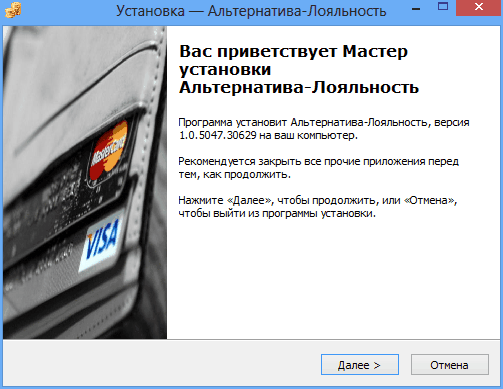 Установка — Альтернатива-Лояльность
Вас приветствует Мастер
установки
Альтернатива-Лояльность
Программа установит Альтернатива-Лояльность, версия
1.0.5047.30629 на ваш компьютер.
Рекомендуется закрыть все прочие приложения перед
тем, как продолжить.
Нажмите «Далее», чтобы продолжить, или «Отмена»,
чтобы выйти из программы установки.
MasterCard
VISA
Далее >
Отмена